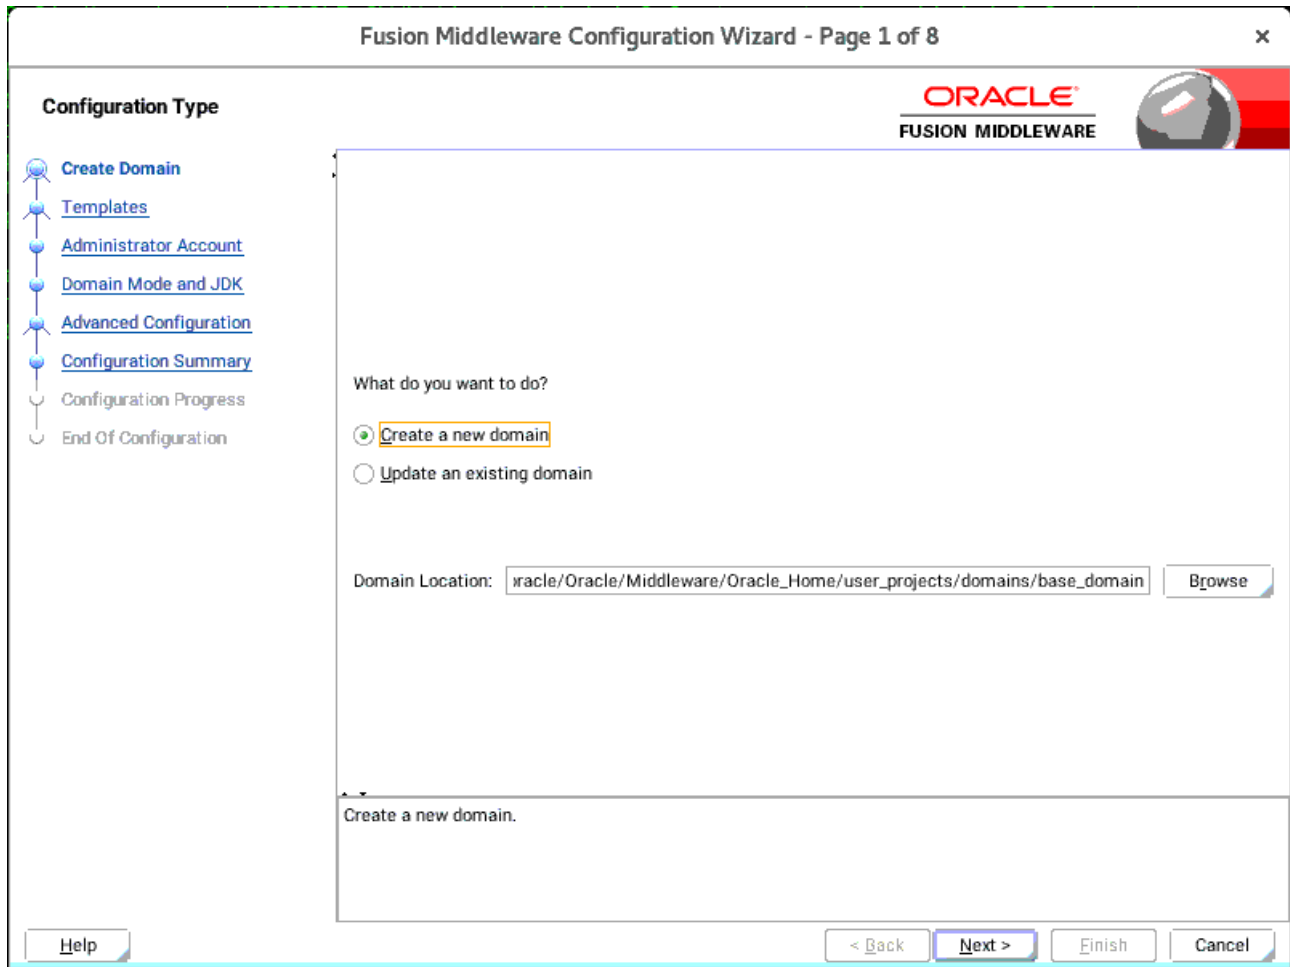 Fusion Middleware Configuration Wizard - Page 1 of 8
Configuration Type
ORACLE
FUSION MIDDLEWARE
Create Domain
Templates
Administrator Account
Domain Mode and JDK
Advanced Configuration
Configuration Summary
Configuration Progress
End Of Configuration
What do you want to do?
Create a new domain
Update an existing domain
Domain Location: racle/Oracle/Middleware/Oracle_Home/user_projects/domains/base_domain Browse
Create a new domain.
Help < Back Next > Finish Cancel